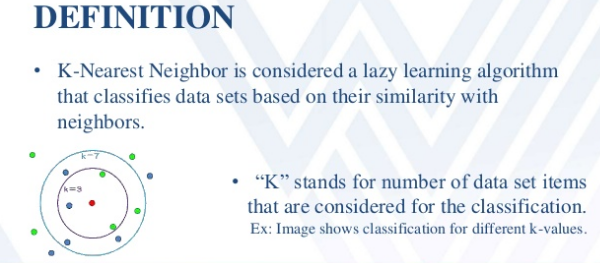 DEFINITION
• K-Nearest Neighbor is considered a lazy learning algorithm
that classifies data sets based on their similarity with
neighbors.
k=7
k=3
• “K” stands for number of data set items
that are considered for the classification.
Ex: Image shows classification for different k-values.